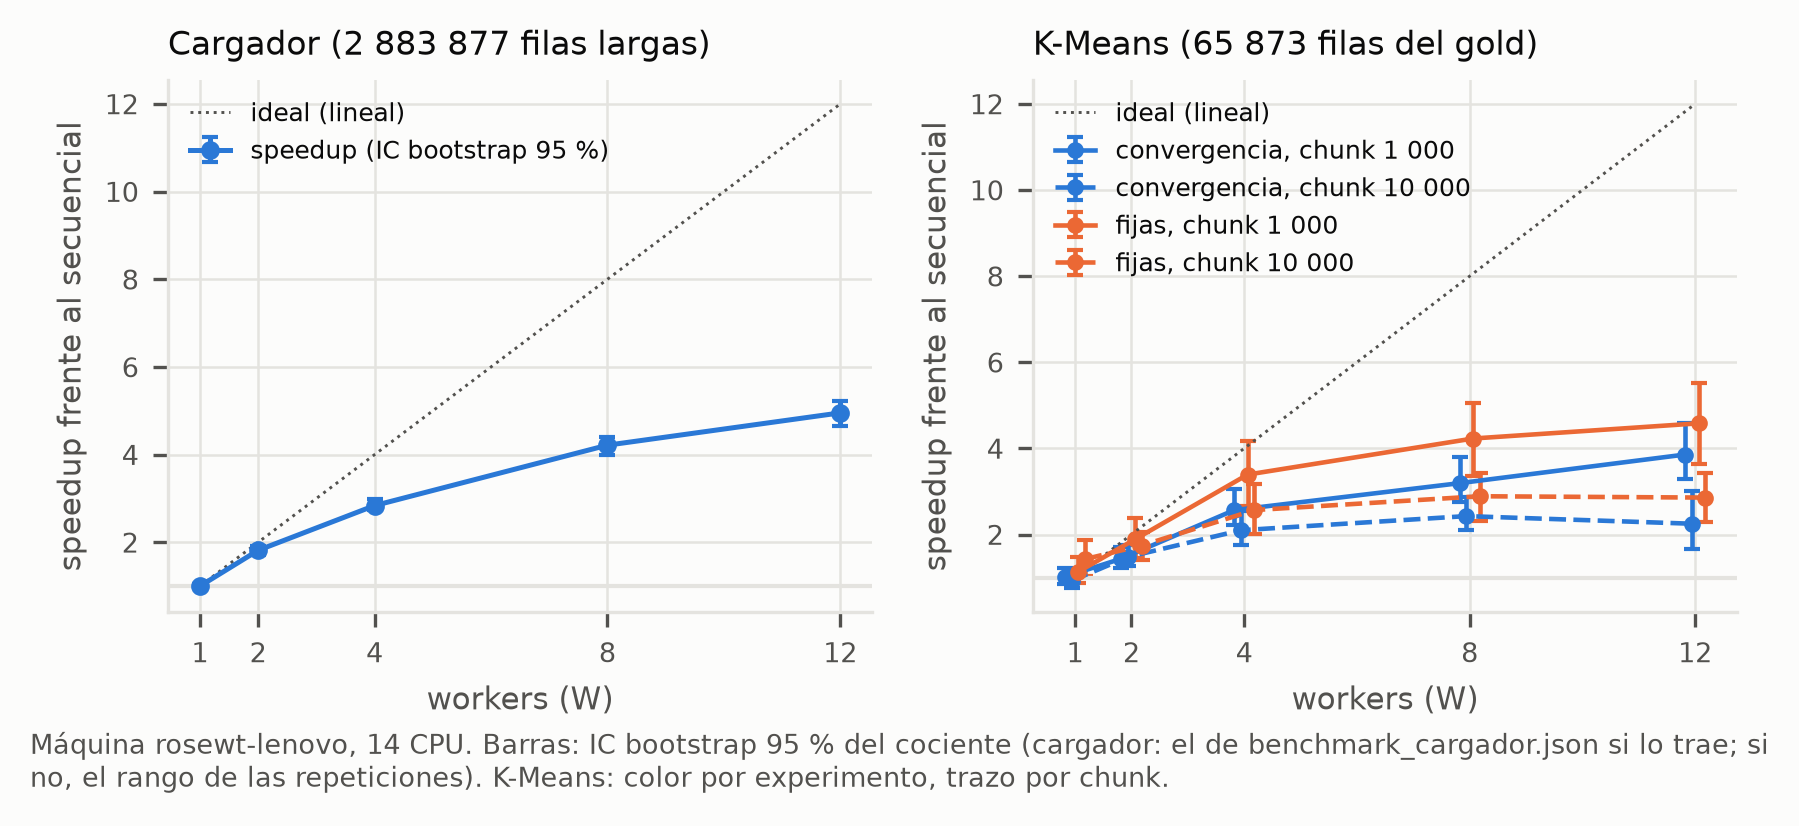 Cargador (2 883 877 filas largas)
speedup frente al secuencial
12
10
8
6
4
2
ideal (lineal)
speedup (IC bootstrap 95 %)
1
2
4
8
12
workers (W)
K-Means (65 873 filas del gold)
speedup frente al secuencial
12
10
8
6
4
2
ideal (lineal)
convergencia, chunk 1 000
convergencia, chunk 10 000
fijas, chunk 1 000
fijas, chunk 10 000
1
2
4
8
12
workers (W)
Máquina rosewt-lenovo, 14 CPU. Barras: IC bootstrap 95 % del cociente (cargador: el de benchmark_cargador.json si lo trae; si
no, el rango de las repeticiones). K-Means: color por experimento, trazo por chunk.